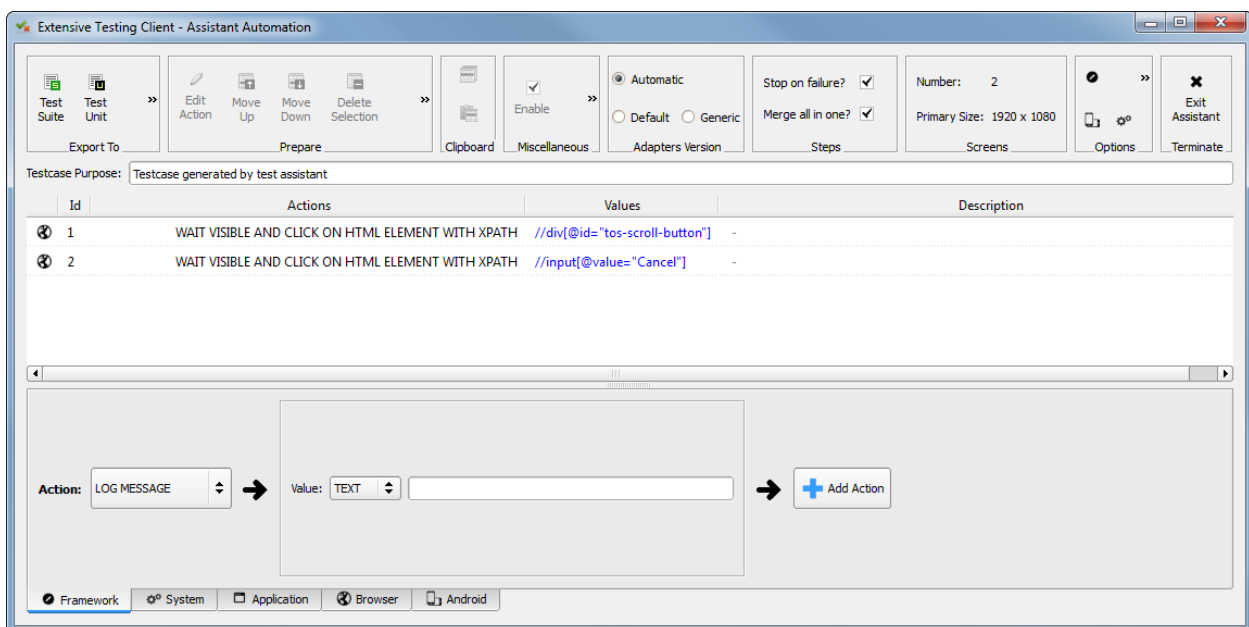 Extensive Testing Client - Assistant Automation
Test Suite
Test Unit
»
Export To
Edit Action
Move Up
Move Down
Delete Selection
»
Prepare
Clipboard
Enable
»
Miscellaneous
Automatic
Default Generic
Adapters Version
Stop on failure?
Merge all in one?
Steps
Number: 2
Primary Size: 1920 x 1080
Screens
»
Options
Exit Assistant
Terminate
Testcase Purpose: Testcase generated by test assistant
Id Actions Values Description
1 WAIT VISIBLE AND CLICK ON HTML ELEMENT WITH XPATH //div[@id="tos-scroll-button"] -
2 WAIT VISIBLE AND CLICK ON HTML ELEMENT WITH XPATH //input[@value="Cancel"] -
Action: LOG MESSAGE Value: TEXT Add Action
Framework System Application Browser Android